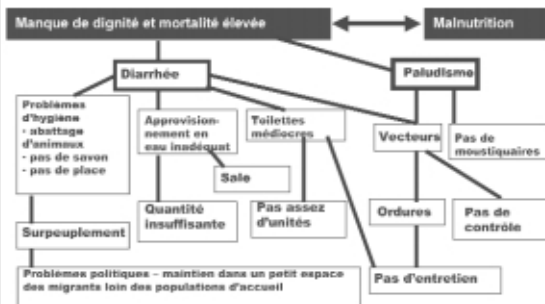 Manque de dignité et mortalité élevée
Malnutrition
Diarrhée
Paludisme
Problèmes
d'hygiène
- abattage
d'animaux
- pas de savon
- pas de place
Approvision-
nement en
eau inadéquat
Toilettes
médiocres
Vecteurs
Pas de
moustiquaires
Sale
Quantité
insuffisante
Pas assez
d'unités
Ordures
Pas de
contrôle
Surpeuplement
Problèmes politiques – maintien dans un petit espace
des migrants loin des populations d'accueil
Pas d'entretien